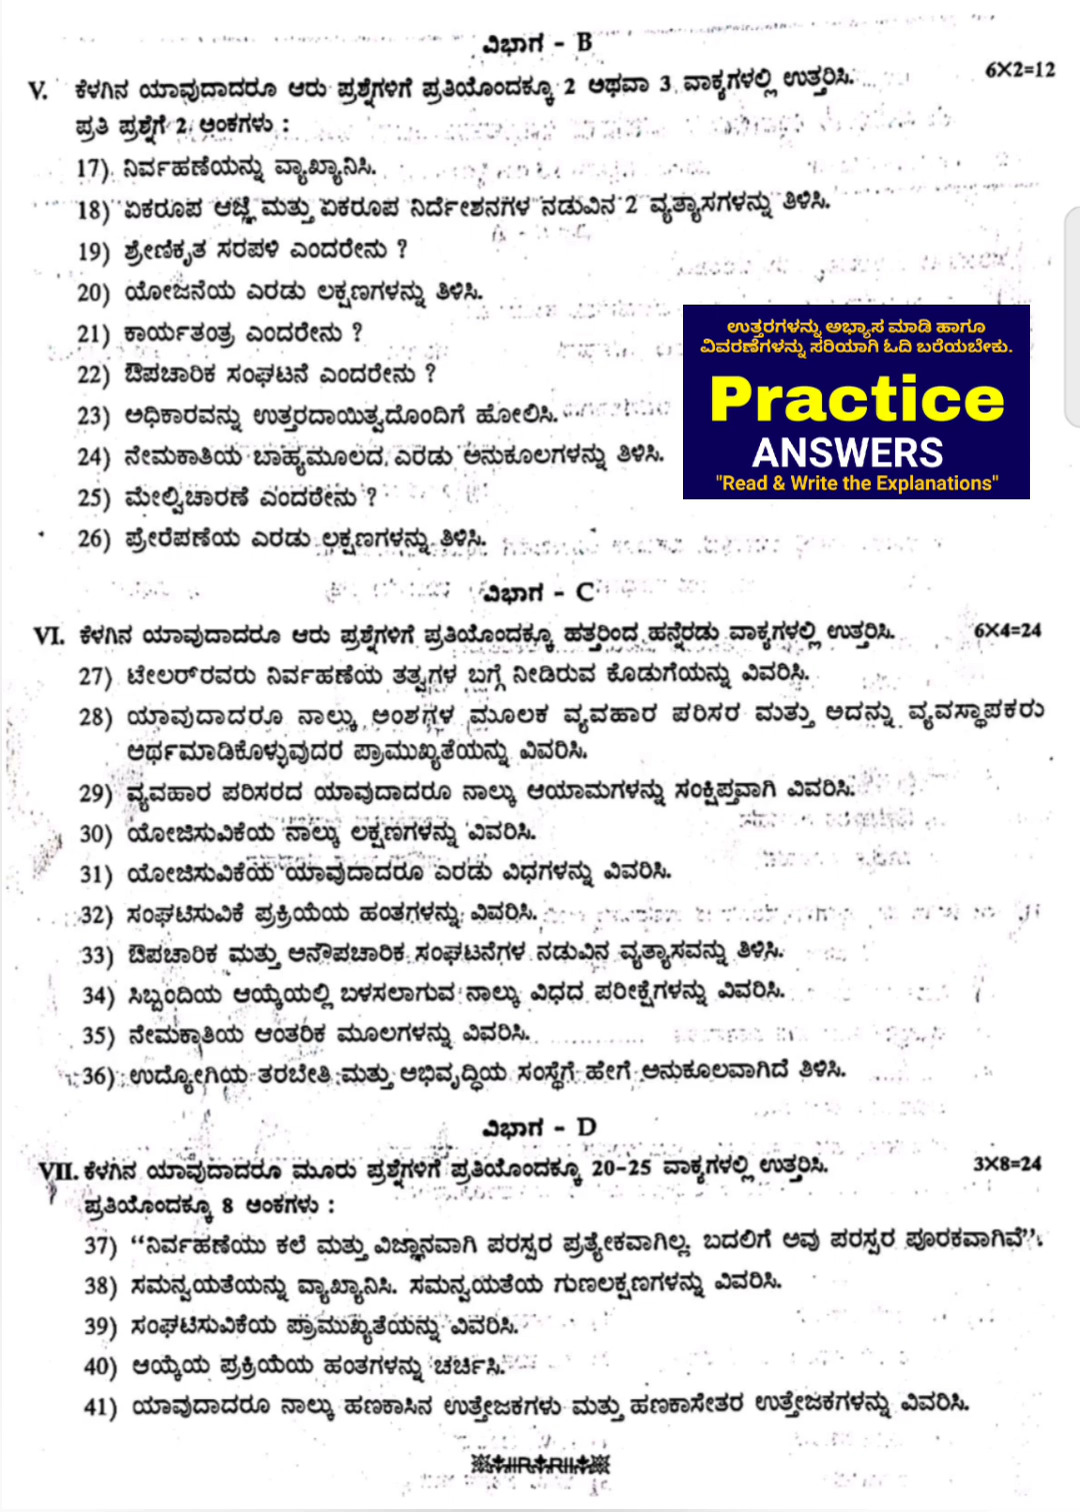 ವಿಭಾಗ - B
V. ಕೆಳಗಿನ ಯಾವುದಾದರೂ ಆರು ಪ್ರಶ್ನೆಗಳಿಗೆ ಪ್ರತಿಯೊಂದಕ್ಕೂ 2 ಅಥವಾ 3 ವಾಕ್ಯಗಳಲ್ಲಿ ಉತ್ತರಿಸಿ. 6X2=12
ಪ್ರತಿ ಪ್ರಶ್ನೆಗೆ 2 ಅಂಕಗಳು :
17) ನಿರ್ವಹಣೆಯನ್ನು ವ್ಯಾಖ್ಯಾನಿಸಿ.
18) ಏಕರೂಪ ಆಜ್ಞೆ ಮತ್ತು ಏಕರೂಪ ನಿರ್ದೇಶನಗಳ ನಡುವಿನ 2 ವ್ಯತ್ಯಾಸಗಳನ್ನು ತಿಳಿಸಿ.
19) ಶ್ರೇಣಿಕೃತ ಸರಪಳಿ ಎಂದರೇನು ?
20) ಯೋಜನೆಯ ಎರಡು ಲಕ್ಷಣಗಳನ್ನು ತಿಳಿಸಿ.
21) ಕಾರ್ಯತಂತ್ರ ಎಂದರೇನು ?
22) ಔಪಚಾರಿಕ ಸಂಘಟನೆ ಎಂದರೇನು ?
23) ಅಧಿಕಾರವನ್ನು ಉತ್ತರದಾಯಿತ್ವದೊಂದಿಗೆ ಹೋಲಿಸಿ.
24) ನೇಮಕಾತಿಯ ಬಾಹ್ಯಮೂಲದ ಎರಡು ಅನುಕೂಲಗಳನ್ನು ತಿಳಿಸಿ.
25) ಮೇಲ್ವಿಚಾರಣೆ ಎಂದರೇನು ?
26) ಪ್ರೇರೆಪಣೆಯ ಎರಡು ಲಕ್ಷಣಗಳನ್ನು ತಿಳಿಸಿ.
ಉತ್ತರಗಳನ್ನು ಅಭ್ಯಾಸ ಮಾಡಿ ಹಾಗೂ
ವಿವರಣೆಗಳನ್ನು ಸರಿಯಾಗಿ ಓದಿ ಬರೆಯಬೇಕು.
Practice
ANSWERS
"Read & Write the Explanations"
ವಿಭಾಗ - C
VI. ಕೆಳಗಿನ ಯಾವುದಾದರೂ ಆರು ಪ್ರಶ್ನೆಗಳಿಗೆ ಪ್ರತಿಯೊಂದಕ್ಕೂ ಹತ್ತರಿಂದ ಹನ್ನೆರಡು ವಾಕ್ಯಗಳಲ್ಲಿ ಉತ್ತರಿಸಿ. 6X4=24
27) ಟೇಲರ್‌ರವರು ನಿರ್ವಹಣೆಯ ತತ್ವಗಳ ಬಗ್ಗೆ ನೀಡಿರುವ ಕೊಡುಗೆಯನ್ನು ವಿವರಿಸಿ.
28) ಯಾವುದಾದರೂ ನಾಲ್ಕು ಅಂಶಗಳ ಮೂಲಕ ವ್ಯವಹಾರ ಪರಿಸರ ಮತ್ತು ಅದನ್ನು ವ್ಯವಸ್ಥಾಪಕರು
ಅರ್ಥಮಾಡಿಕೊಳ್ಳುವುದರ ಪ್ರಾಮುಖ್ಯತೆಯನ್ನು ವಿವರಿಸಿ.
29) ವ್ಯವಹಾರ ಪರಿಸರದ ಯಾವುದಾದರೂ ನಾಲ್ಕು ಆಯಾಮಗಳನ್ನು ಸಂಕ್ಷಿಪ್ತವಾಗಿ ವಿವರಿಸಿ.
30) ಯೋಜಿಸುವಿಕೆಯ ನಾಲ್ಕು ಲಕ್ಷಣಗಳನ್ನು ವಿವರಿಸಿ.
31) ಯೋಜಿಸುವಿಕೆಯ ಯಾವುದಾದರೂ ಎರಡು ವಿಧಗಳನ್ನು ವಿವರಿಸಿ.
32) ಸಂಘಟಿಸುವಿಕೆ ಪ್ರಕ್ರಿಯೆಯ ಹಂತಗಳನ್ನು ವಿವರಿಸಿ.
33) ಔಪಚಾರಿಕ ಮತ್ತು ಅನೌಪಚಾರಿಕ ಸಂಘಟನೆಗಳ ನಡುವಿನ ವ್ಯತ್ಯಾಸವನ್ನು ತಿಳಿಸಿ.
34) ಸಿಬ್ಬಂದಿಯ ಆಯ್ಕೆಯಲ್ಲಿ ಬಳಸಲಾಗುವ ನಾಲ್ಕು ವಿಧದ ಪರೀಕ್ಷೆಗಳನ್ನು ವಿವರಿಸಿ.
35) ನೇಮಕಾತಿಯ ಆಂತರಿಕ ಮೂಲಗಳನ್ನು ವಿವರಿಸಿ.
36) ಉದ್ಯೋಗಿಯ ತರಬೇತಿ ಮತ್ತು ಅಭಿವೃದ್ಧಿಯ ಸಂಸ್ಥೆಗೆ ಹೇಗೆ ಅನುಕೂಲವಾಗಿದೆ ತಿಳಿಸಿ.
ವಿಭಾಗ - D
VII. ಕೆಳಗಿನ ಯಾವುದಾದರೂ ಮೂರು ಪ್ರಶ್ನೆಗಳಿಗೆ ಪ್ರತಿಯೊಂದಕ್ಕೂ 20-25 ವಾಕ್ಯಗಳಲ್ಲಿ ಉತ್ತರಿಸಿ. 3X8=24
ಪ್ರತಿಯೊಂದಕ್ಕೂ 8 ಅಂಕಗಳು :
37) “ನಿರ್ವಹಣೆಯು ಕಲೆ ಮತ್ತು ವಿಜ್ಞಾನವಾಗಿ ಪರಸ್ಪರ ಪ್ರತ್ಯೇಕವಾಗಿಲ್ಲ ಬದಲಿಗೆ ಅವು ಪರಸ್ಪರ ಪೂರಕವಾಗಿವೆ”.
38) ಸಮನ್ವಯತೆಯನ್ನು ವ್ಯಾಖ್ಯಾನಿಸಿ. ಸಮನ್ವಯತೆಯ ಗುಣಲಕ್ಷಣಗಳನ್ನು ವಿವರಿಸಿ.
39) ಸಂಘಟಿಸುವಿಕೆಯ ಪ್ರಾಮುಖ್ಯತೆಯನ್ನು ವಿವರಿಸಿ.
40) ಆಯ್ಕೆಯ ಪ್ರಕ್ರಿಯೆಯ ಹಂತಗಳನ್ನು ಚರ್ಚಿಸಿ.
41) ಯಾವುದಾದರೂ ನಾಲ್ಕು ಹಣಕಾಸಿನ ಉತ್ತೇಜಕಗಳು ಮತ್ತು ಹಣಕಾಸೇತರ ಉತ್ತೇಜಕಗಳನ್ನು ವಿವರಿಸಿ.